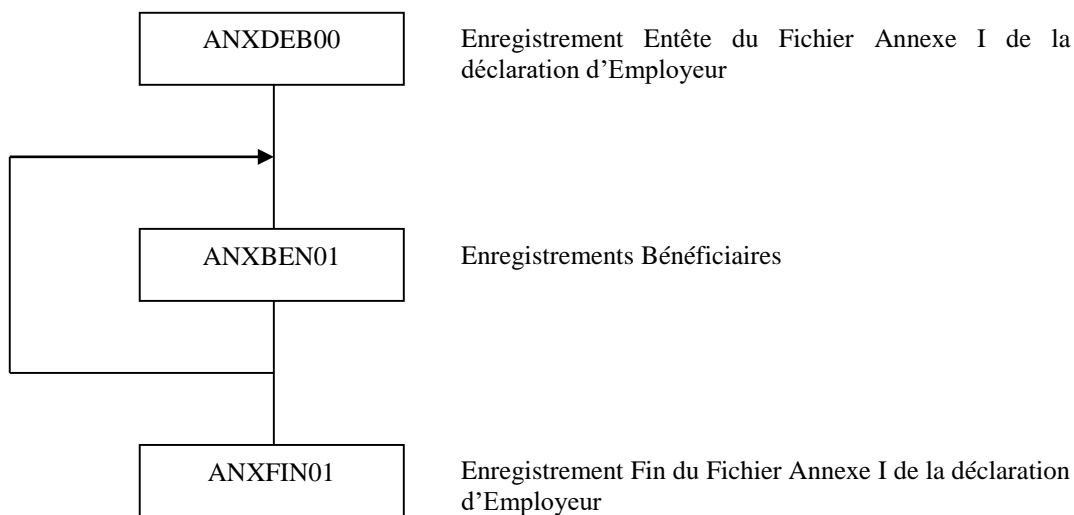 ANXDEB00
Enregistrement Entête du Fichier Annexe I de la
déclaration d’Employeur
ANXBEN01
Enregistrements Bénéficiaires
ANXFIN01
Enregistrement Fin du Fichier Annexe I de la déclaration
d’Employeur